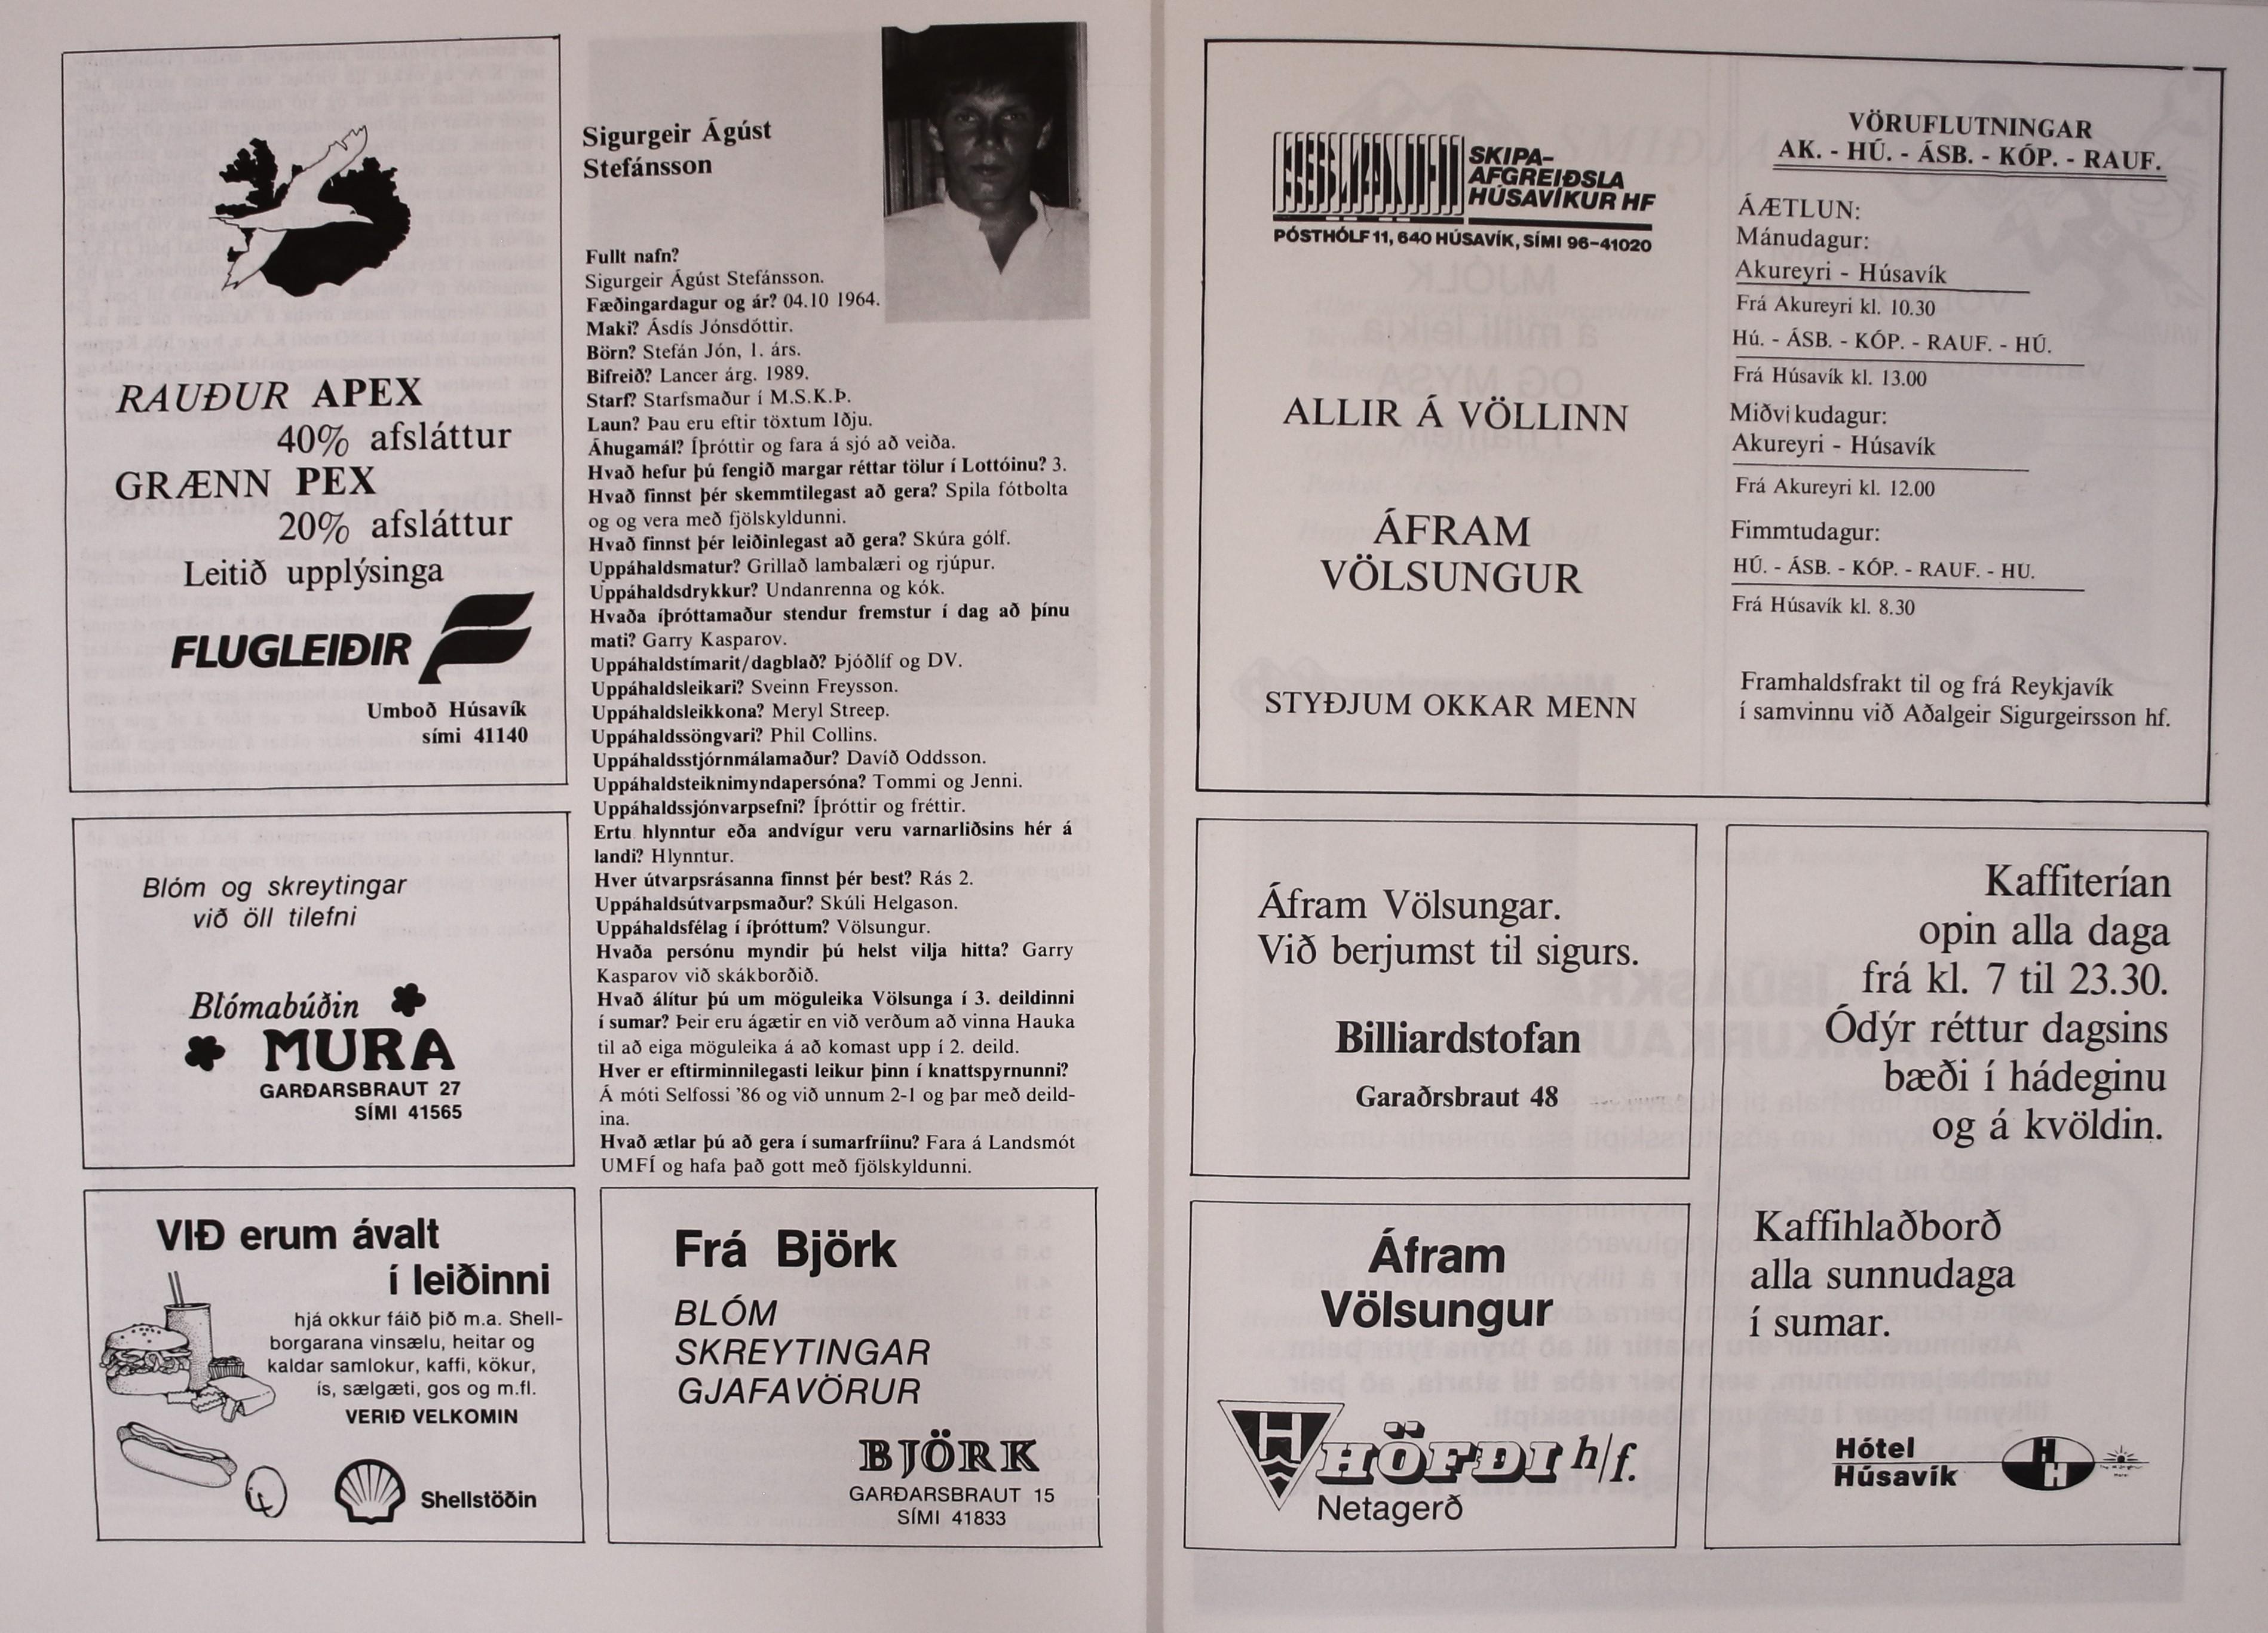 RAUÐUR APEX
40% afsláttur
GRÆNN PEX
20% afsláttur
Leitið upplýsinga
FLUGLEIÐIR
Umboð Húsavík
sími 41140
Blóm og skreytingar
við öll tilefni
Blómabúðin
MURA
GARÐARSBRAUT 27
SÍMI 41565
VIÐ erum ávalt
í leiðinni
hjá okkur fáið þið m.a. Shell-
borgarana vinsælu, heitar og
kaldar samlokur, kaffi, kökur,
ís, sælgæti, gos og m.fl.
VERIÐ VELKOMIN
Shellstöðin
Sigurgeir Ágúst
Stefánsson
Fullt nafn?
Sigurgeir Ágúst Stefánsson.
Fæðingardagur og ár? 04.10 1964.
Maki? Ásdís Jónsdóttir.
Börn? Stefán Jón, 1. árs.
Bifreið? Lancer árg. 1989.
Starf? Starfsmaður í M.S.K.Þ.
Laun? Þau eru eftir töxtum Iðju.
Áhugamál? Íþróttir og fara á sjó að veiða.
Hvað hefur þú fengið margar réttar tölur í Lottóinu? 3.
Hvað finnst þér skemmtilegast að gera? Spila fótbolta
og og vera með fjölskyldunni.
Hvað finnst þér leiðinlegast að gera? Skúra gólf.
Uppáhaldsmatur? Grillað lambalæri og rjúpur.
Uppáhaldsdrykkur? Undanrenna og kók.
Hvaða íþróttamaður stendur fremstur í dag að þínu
mati? Garry Kasparov.
Uppáhaldstímarit/dagblað? Þjóðlíf og DV.
Uppáhaldsleikari? Sveinn Freysson.
Uppáhaldsleikkona? Meryl Streep.
Uppáhaldssöngvari? Phil Collins.
Uppáhaldsstjórnmálamaður? Davíð Oddsson.
Uppáhaldsteiknimyndapersóna? Tommi og Jenni.
Uppáhaldssjónvarpsefni? Íþróttir og fréttir.
Ertu hlynntur eða andvígur veru varnarliðsins hér á
landi? Hlynntur.
Hver útvarpsrásanna finnst þér best? Rás 2.
Uppáhaldsútvarpsmaður? Skúli Helgason.
Uppáhaldsfélag í íþróttum? Völsungur.
Hvaða persónu myndir þú helst vilja hitta? Garry
Kasparov við skákborðið.
Hvað álítur þú um möguleika Völsunga í 3. deildinni
í sumar? Þeir eru ágætir en við verðum að vinna Hauka
til að eiga möguleika á að komast upp í 2. deild.
Hver er eftirminnilegasti leikur þinn í knattspyrnunni?
Á móti Selfossi '86 og við unnum 2-1 og þar með deild-
ina.
Hvað ætlar þú að gera í sumarfríinu? Fara á Landsmót
UMFÍ og hafa það gott með fjölskyldunni.
Frá Björk
BLÓM
SKREYTINGAR
GJAFAVÖRUR
BJÖRK
GARÐARSBRAUT 15
SÍMI 41833
SKIPA-
AFGREIÐSLA
HÚSAVÍKUR HF
PÓSTHÓLF 11, 640 HÚSAVÍK, SÍMI 96-41020
ALLIR Á VÖLLINN
ÁFRAM
VÖLSUNGUR
STYÐJUM OKKAR MENN
VÖRUFLUTNINGAR
AK. - HÚ. - ÁSB. - KÓP. - RAUF.
ÁÆTLUN:
Mánudagur:
Akureyri - Húsavík
Frá Akureyri kl. 10.30
Hú. - ÁSB. - KÓP. - RAUF. - HÚ.
Frá Húsavík kl. 13.00
Miðvikudagur:
Akureyri - Húsavík
Frá Akureyri kl. 12.00
Fimmtudagur:
HÚ. - ÁSB. - KÓP. - RAUF. - HU.
Frá Húsavík kl. 8.30
Framhaldsfrakt til og frá Reykjavík
í samvinnu við Aðalgeir Sigurgeirsson hf.
Áfram Völsungar.
Við berjumst til sigurs.
Billiardstofan
Garaðrsbraut 48
Áfram
Völsungur
H HÖFÐI h/f.
Netagerð
Kaffiterían
opin alla daga
frá kl. 7 til 23.30.
Ódýr réttur dagsins
bæði í hádeginu
og á kvöldin.
Kaffihlaðborð
alla sunnudaga
í sumar.
Hótel
Húsavík
H
H